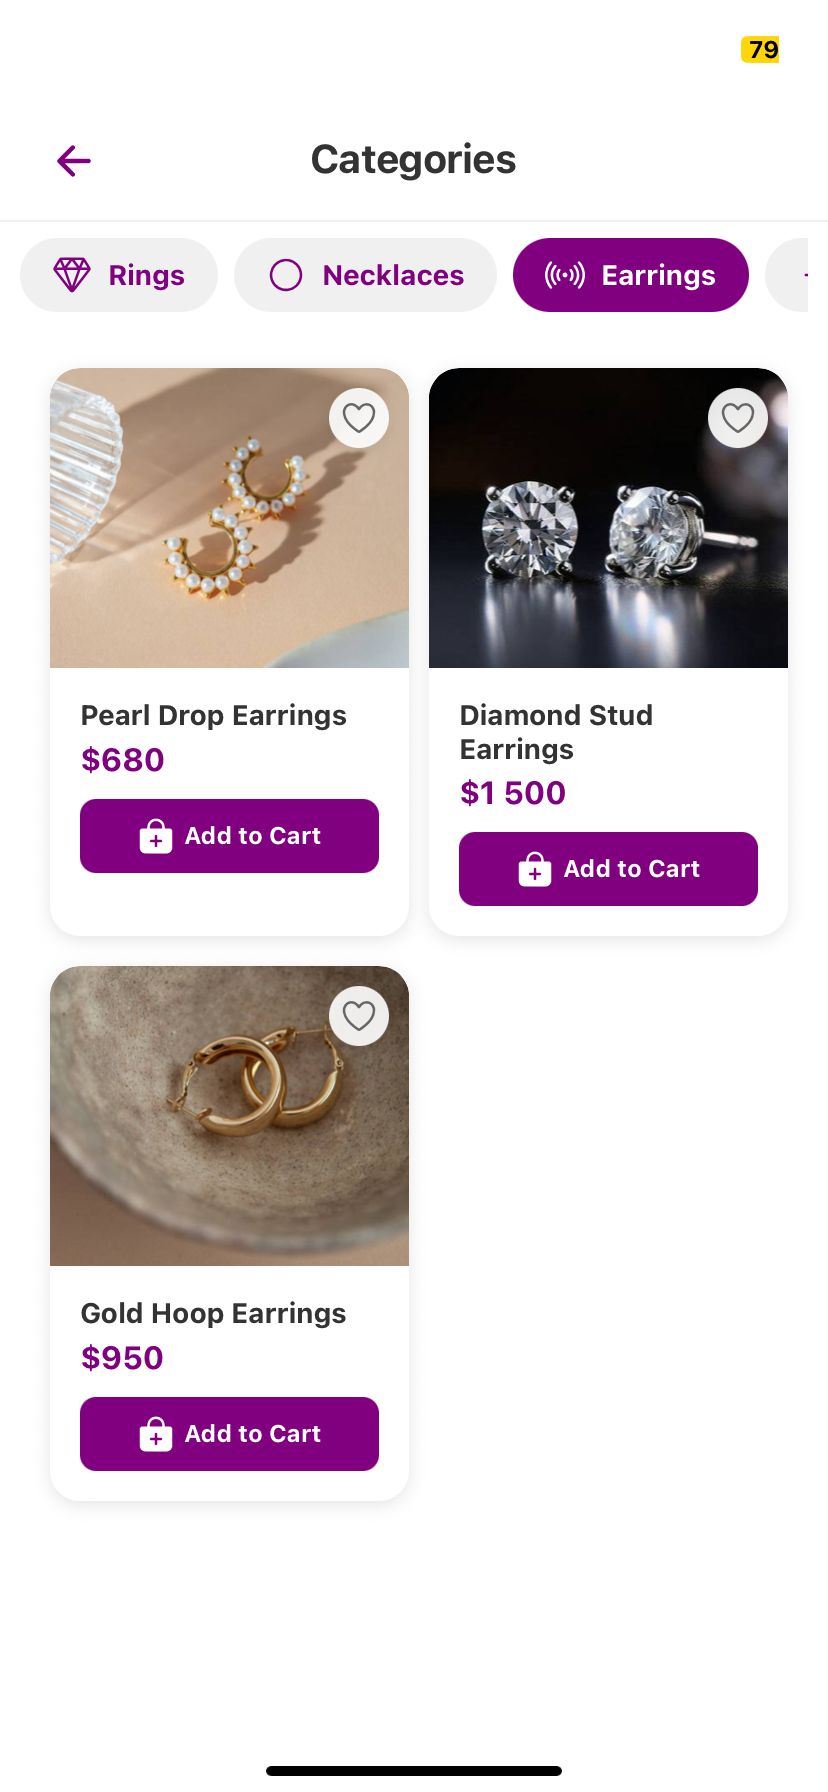 79
Categories
Rings
Necklaces
Earrings
Pearl Drop Earrings
$680
Add to Cart
Diamond Stud
Earrings
$1 500
Add to Cart
Gold Hoop Earrings
$950
Add to Cart